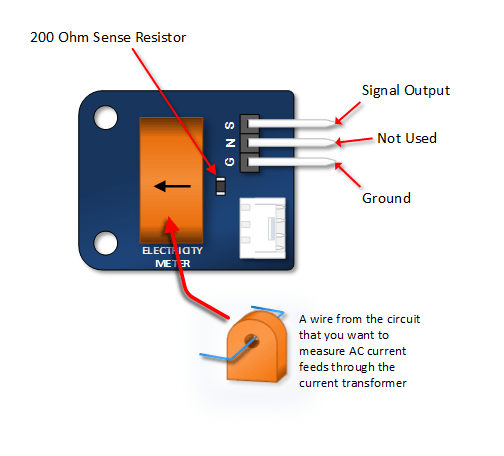 200 Ohm Sense Resistor
Signal Output
S
Not Used
N
G
Ground
ELECTRICITY
METER
A wire from the circuit
that you want to
measure AC current
feeds through the
current transformer